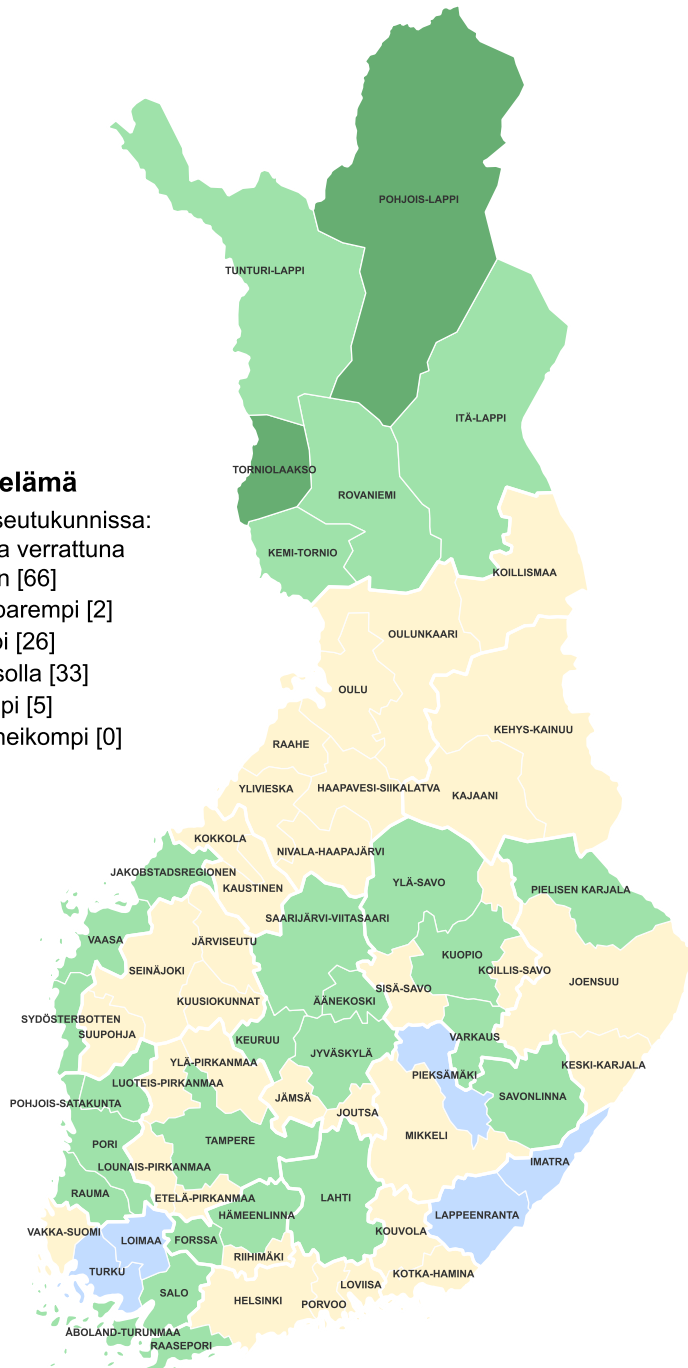 POHJOIS-LAPPI
TUNTURI-LAPPI
ITÄ-LAPPI
TORNIOLAAKSO
ROVANIEMI
KEMI-TORNIO
elämä
seutukunnissa:
a verrattuna
n [66]
parempi [2]
oi [26]
solla [33]
pi [5]
heikompi [0]
KOILLISMAA
OULUNKAARI
OULU
KEHYS-KAINUU
RAAHE
YLIVIESKA
HAAPAVESI-SIIKALATVA
KAJAANI
KOKKOLA
NIVALA-HAAPAJÄRVI
JAKOBSTADSREGIONEN
KAUSTINEN
YLÄ-SAVO
PIELISEN KARJALA
SAARIJÄRVI-VIITASAARI
VAASA
JÄRVISEUTU
SEINÄJOKI
KUOPIO
KOILLIS-SAVO
JOENSUU
KUUSIOKUNNAT
ÄÄNEKOSKI
SISÄ-SAVO
SYDÖSTERBOTTEN
SUUPOHJA
KEURUU
JYVÄSKYLÄ
VARKAUS
YLÄ-PIRKANMAA
KESKI-KARJALA
LUOTEIS-PIRKANMAA
PIEKSÄMÄKI
SAVONLINNA
POHJOIS-SATAKUNTA
JÄMSÄ
JOUTSA
PORI
TAMPERE
MIKKELI
LOUNAIS-PIRKANMAA
IMATRA
RAUMA
ETELÄ-PIRKANMAA
LAHTI
HÄMEENLINNA
LAPPEENRANTA
VAKKA-SUOMI
LOIMAA
FORSSA
KOUVOLA
RIIHIMÄKI
TURKU
KOTKA-HAMINA
LOVIISA
SALO
HELSINKI
PORVOO
ÅBOLAND-TURUNMAA
RAASEPORI